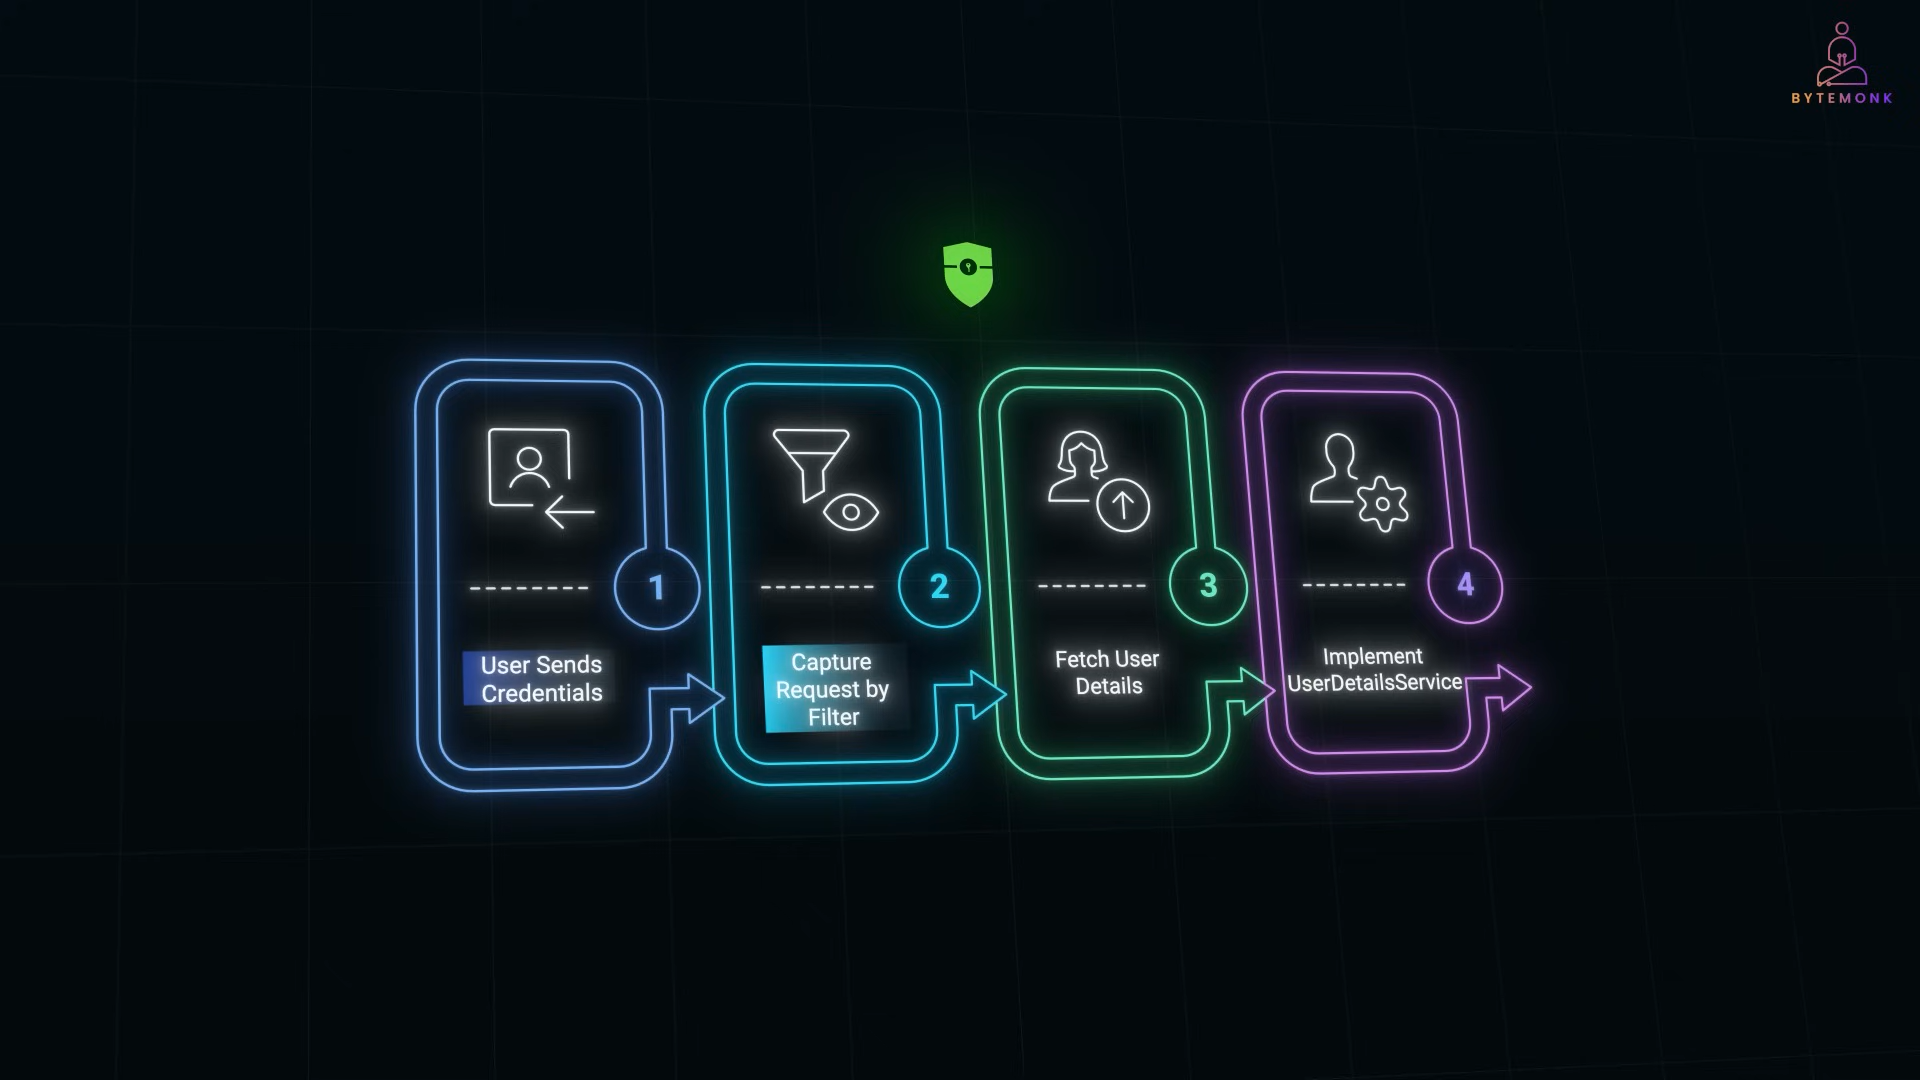 BYTEMONK
1
User Sends
Credentials
2
Capture
Request by
Filter
3
Fetch User
Details
4
Implement
UserDetailsService